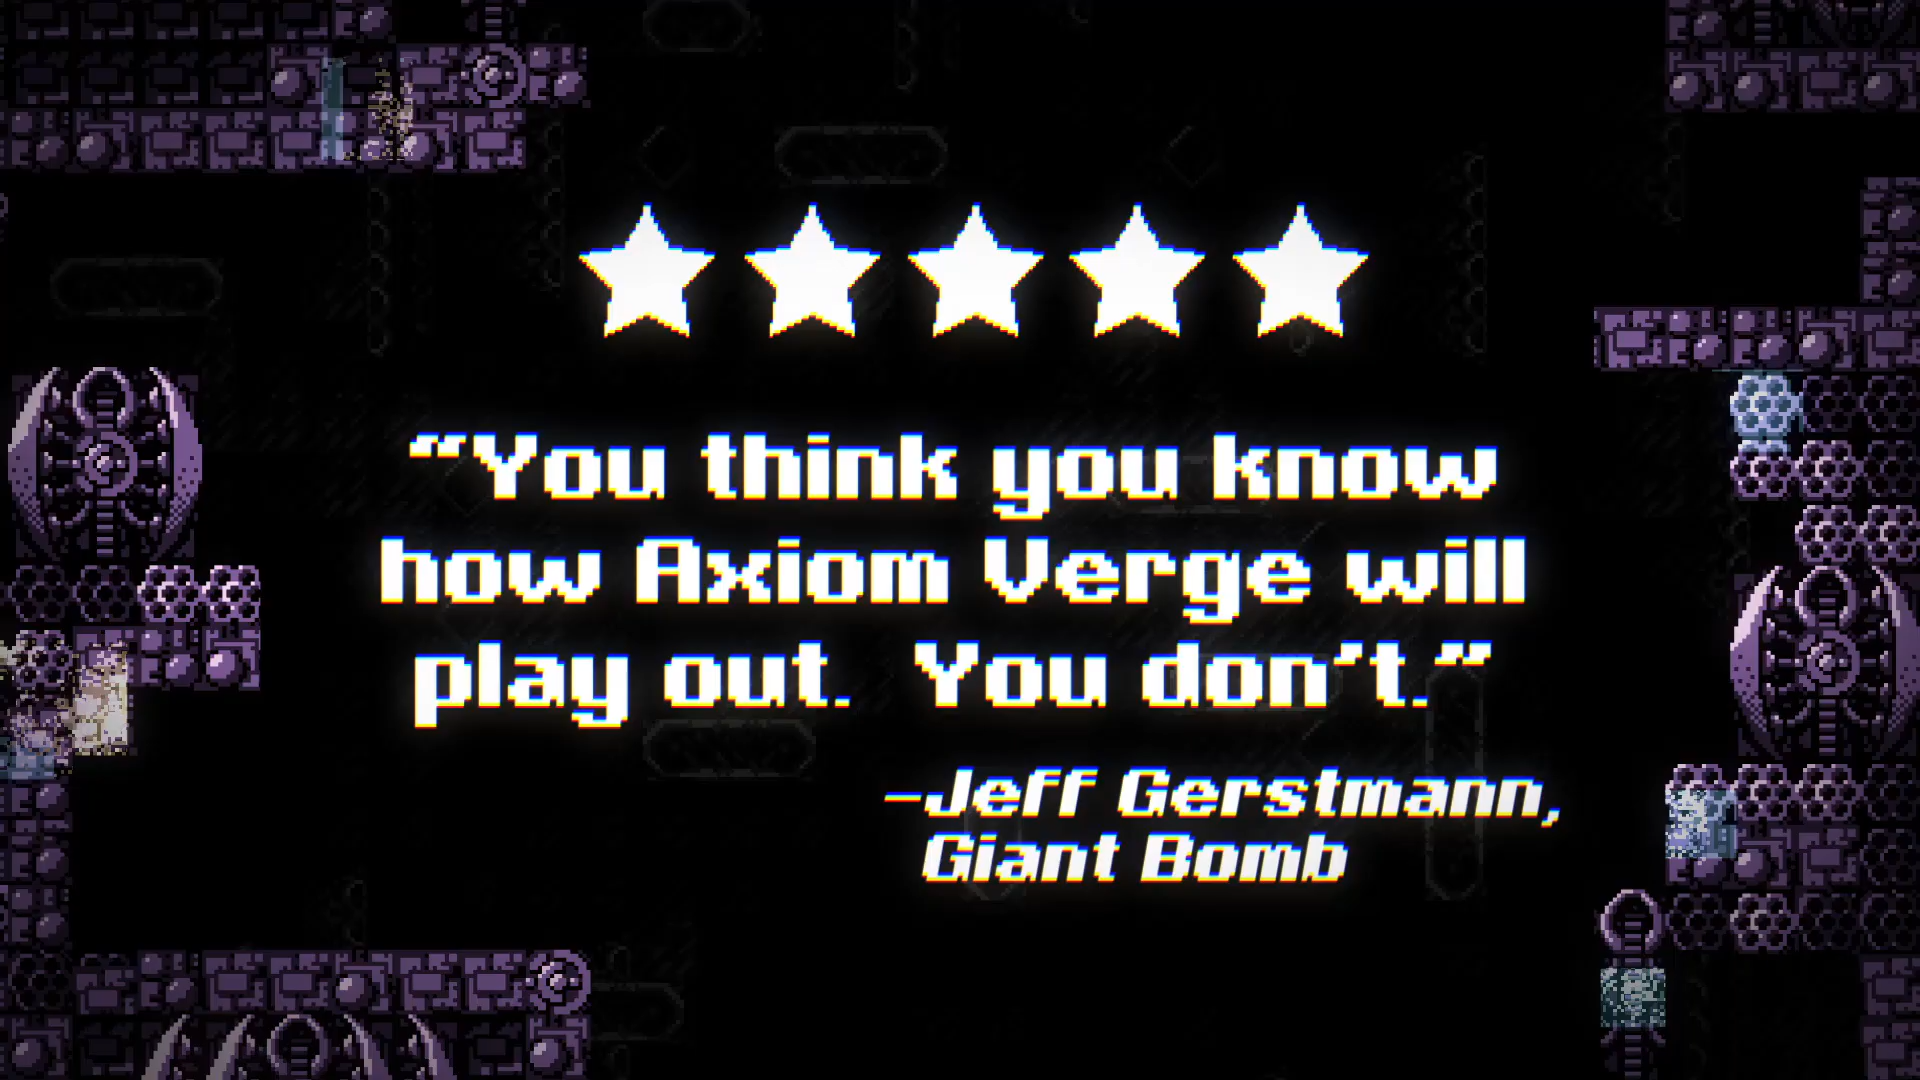 “You think you know
how Axiom Verge will
play out.  You don’t.”
–Jeff Gerstmann,
Giant Bomb